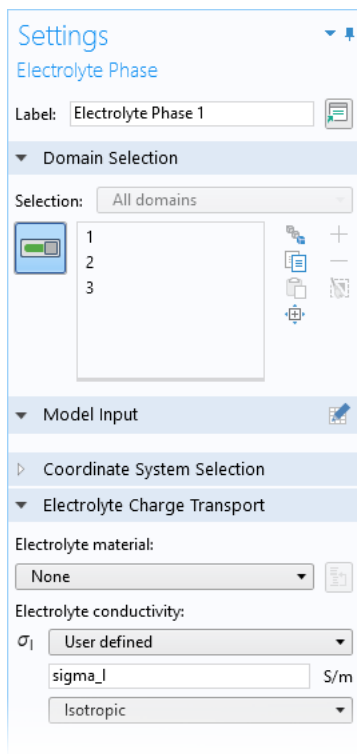 Settings
Electrolyte Phase
Label: Electrolyte Phase 1
Domain Selection
Selection: All domains
1
2
3
Model Input
Coordinate System Selection
Electrolyte Charge Transport
Electrolyte material:
None
Electrolyte conductivity:
σl User defined
sigma_l S/m
Isotropic